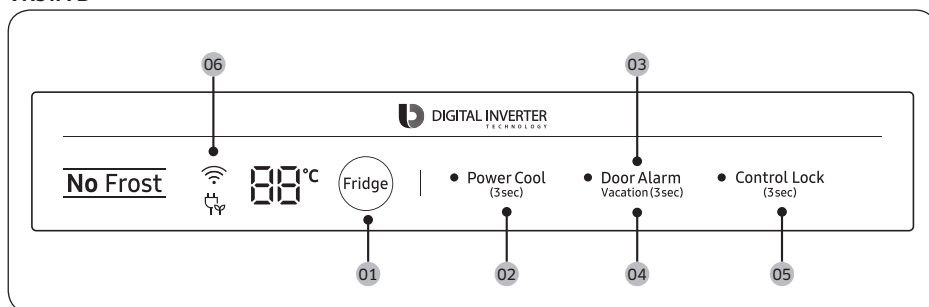 06
03
DIGITAL INVERTER
TECHNOLOGY
No Frost
88°C
Fridge
Power Cool
(3sec)
Door Alarm
Vacation (3sec)
Control Lock
(3sec)
01
02
04
05